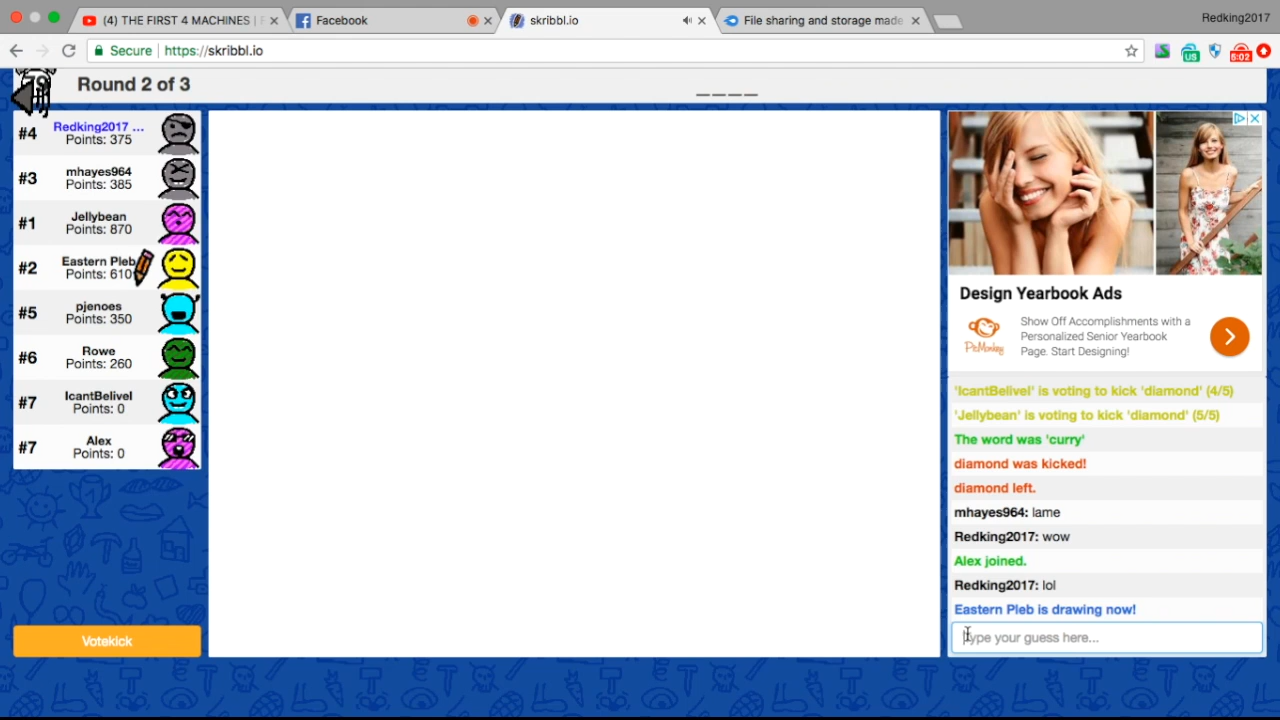 (4) THE FIRST 4 MACHINES | F
Facebook
skribbl.io
File sharing and storage made
Redking2017
Secure
https://skribbl.io
US
5:02
79
Round 2 of 3
_ _ _ _
#4
Redking2017 ...
Points: 375
#3
mhayes964
Points: 385
#1
Jellybean
Points: 870
#2
Eastern Pleb
Points: 610
#5
pjenoes
Points: 350
#6
Rowe
Points: 260
#7
IcantBelivel
Points: 0
#7
Alex
Points: 0
Votekick
Design Yearbook Ads
PicMonkey
Show Off Accomplishments with a
Personalized Senior Yearbook
Page. Start Designing!
'IcantBelivel' is voting to kick 'diamond' (4/5)
'Jellybean' is voting to kick 'diamond' (5/5)
The word was 'curry'
diamond was kicked!
diamond left.
mhayes964: lame
Redking2017: wow
Alex joined.
Redking2017: lol
Eastern Pleb is drawing now!
Type your guess here...